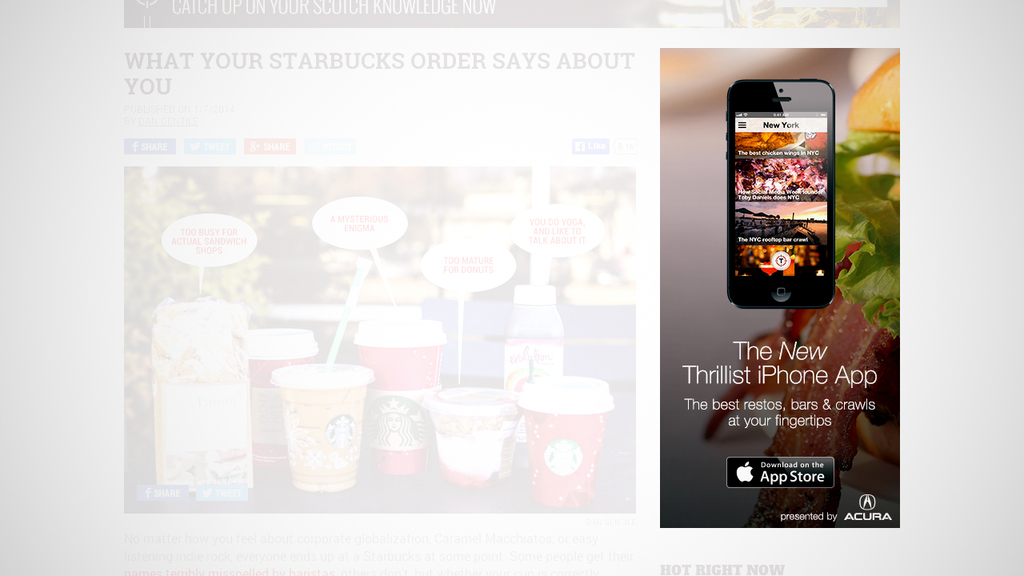 CATCH UP ON YOUR SCOTCH KNOWLEDGE NOW
WHAT YOUR STARBUCKS ORDER SAYS ABOUT
YOU
BY DAN GENTILE
SHARE TWEET SHARE Like
TOO BUSY FOR
ACTUAL SANDWICH
SHOPS
A MYSTERIOUS
ENIGMA
TOO MATURE
FOR DONUTS
YOU DO YOGA,
AND LIKE TO
TALK ABOUT IT
SHARE TWEET
No matter how you feel about corporate globalization, Caramel Macchiatos, or easy
listening indie rock, everyone ends up at a Starbucks at some point. Some people get their
names terribly misspelled by baristas, others don't, but whether your cup is correctly
New York
The best chicken wings in NYC
Toby Daniels does NYC
The NYC rooftop bar crawl
The New
Thrillist iPhone App
The best restos, bars & crawls
at your fingertips
Download on the
App Store
presented by ACURA
HOT RIGHT NOW